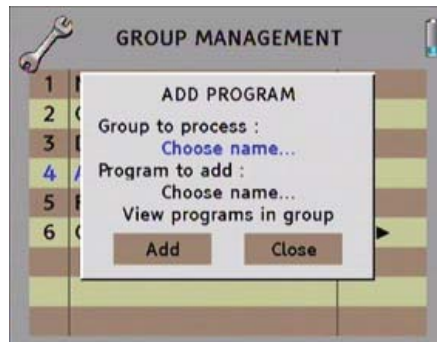 GROUP MANAGEMENT
1
2
3
4
5
6
ADD PROGRAM
Group to process :
Choose name...
Program to add :
Choose name...
View programs in group
Add Close